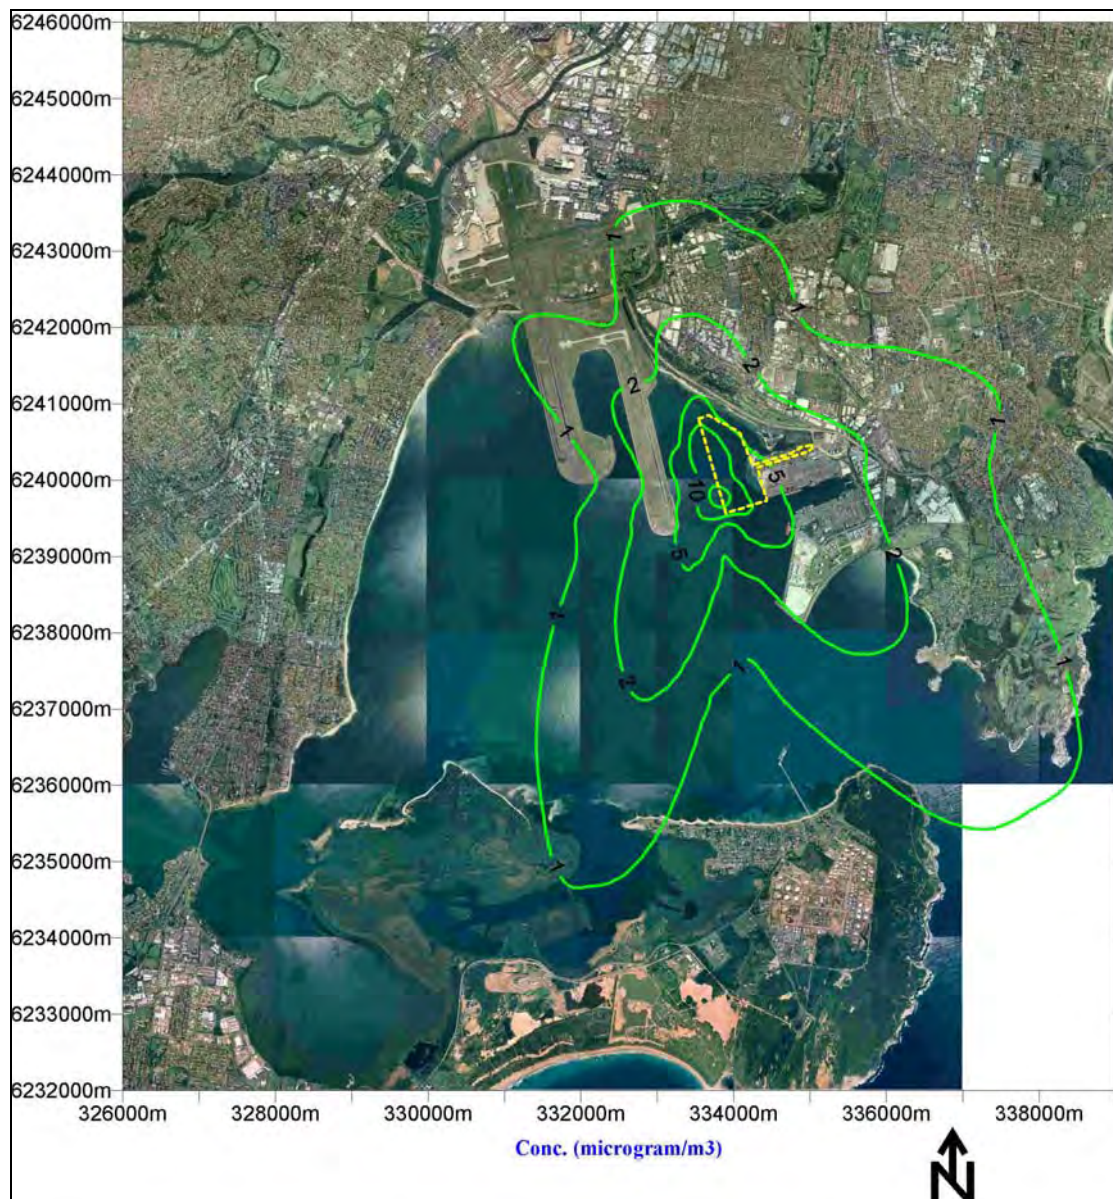 6246000m
6245000m
6244000m
6243000m
6242000m
6241000m
6240000m
6239000m
6238000m
6237000m
6236000m
6235000m
6234000m
6233000m
6232000m
1
1
2
2
1
1
10
5
5
2
1
1
2
1
1
326000m 328000m 330000m 332000m 334000m 336000m 338000m
Conc. (microgram/m3)
N